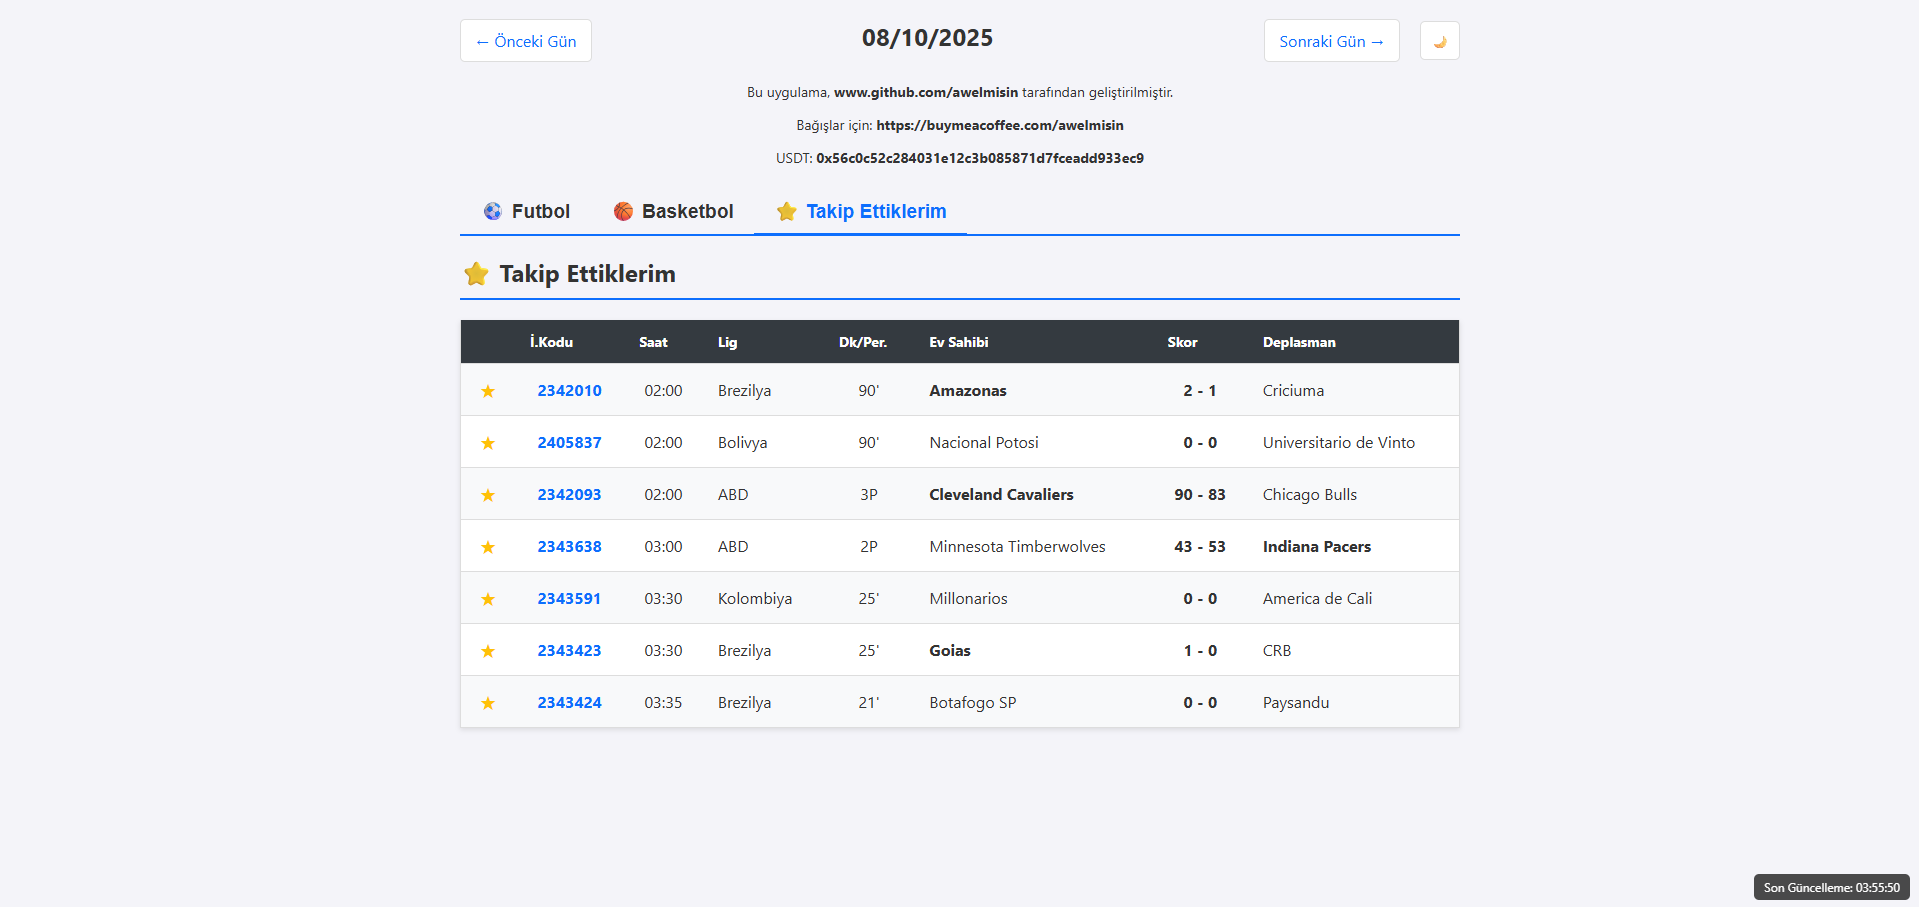 ← Önceki Gün
08/10/2025
Sonraki Gün →
Bu uygulama, www.github.com/awelmisin tarafından geliştirilmiştir.
Bağışlar için: https://buymeacoffee.com/awelmisin
USDT: 0x56c0c52c284031e12c3b085871d7fceadd933ec9
Futbol
Basketbol
Takip Ettiklerim
Takip Ettiklerim
İ.Kodu Saat Lig Dk/Per. Ev Sahibi Skor Deplasman
★ 2342010 02:00 Brezilya 90' Amazonas 2 - 1 Criciuma
★ 2405837 02:00 Bolivya 90' Nacional Potosi 0 - 0 Universitario de Vinto
★ 2342093 02:00 ABD 3P Cleveland Cavaliers 90 - 83 Chicago Bulls
★ 2343638 03:00 ABD 2P Minnesota Timberwolves 43 - 53 Indiana Pacers
★ 2343591 03:30 Kolombiya 25' Millonarios 0 - 0 America de Cali
★ 2343423 03:30 Brezilya 25' Goias 1 - 0 CRB
★ 2343424 03:35 Brezilya 21' Botafogo SP 0 - 0 Paysandu
Son Güncelleme: 03:55:50